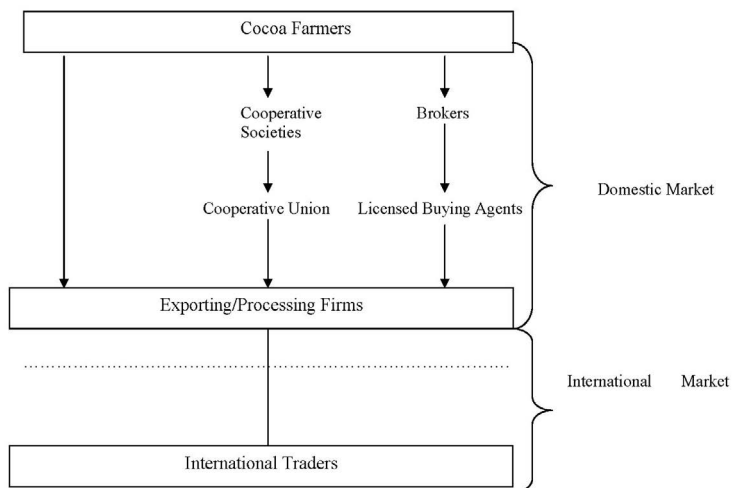 Cocoa Farmers
Cooperative
Societies
Brokers
Cooperative Union
Licensed Buying Agents
Domestic Market
Exporting/Processing Firms
International Market
International Traders